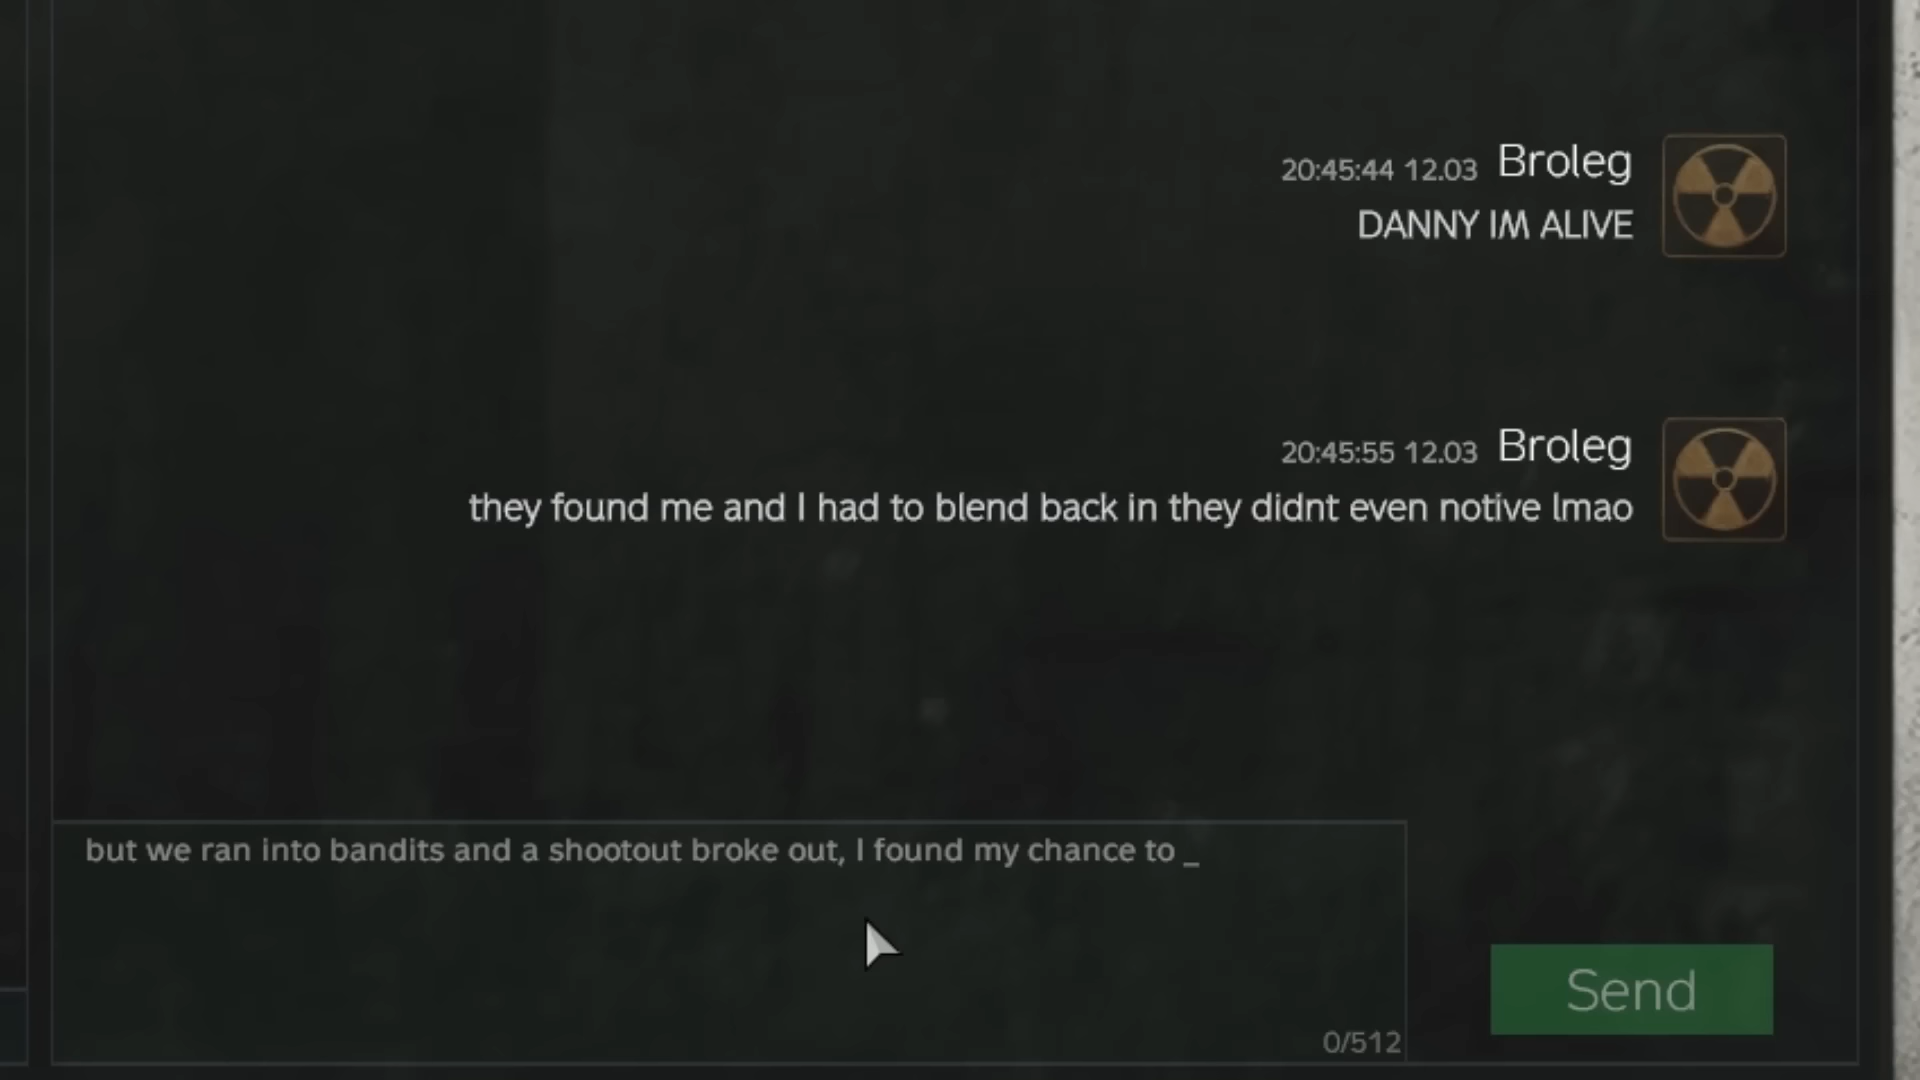 20:45:44 12.03 Broleg
DANNY IM ALIVE
20:45:55 12.03 Broleg
they found me and I had to blend back in they didnt even notive lmao
but we ran into bandits and a shootout broke out, I found my chance to _
0/512
Send